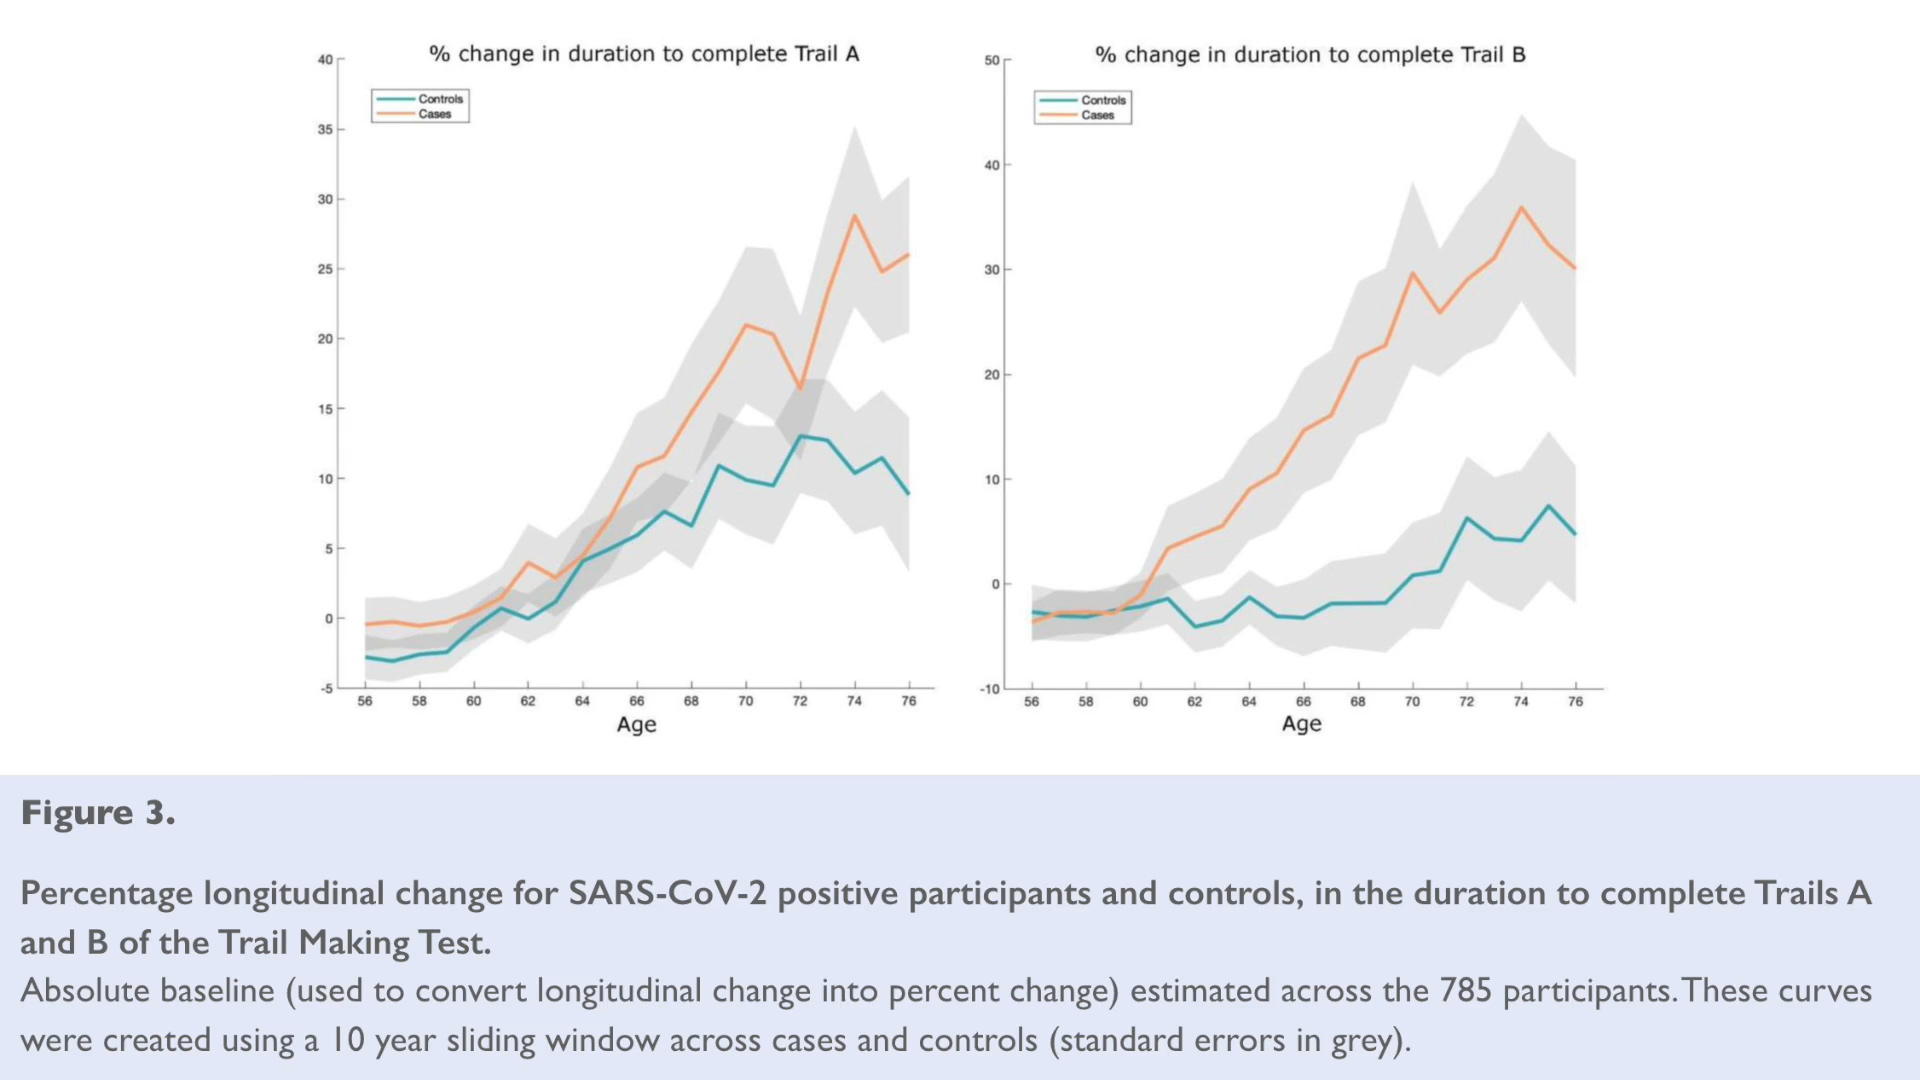 % change in duration to complete Trail A
Controls
Cases
40
35
30
25
20
15
10
5
0
-5
56 58 60 62 64 66 68 70 72 74 76
Age
% change in duration to complete Trail B
Controls
Cases
50
40
30
20
10
0
-10
56 58 60 62 64 66 68 70 72 74 76
Age
Figure 3.
Percentage longitudinal change for SARS-CoV-2 positive participants and controls, in the duration to complete Trails A
and B of the Trail Making Test.
Absolute baseline (used to convert longitudinal change into percent change) estimated across the 785 participants. These curves
were created using a 10 year sliding window across cases and controls (standard errors in grey).